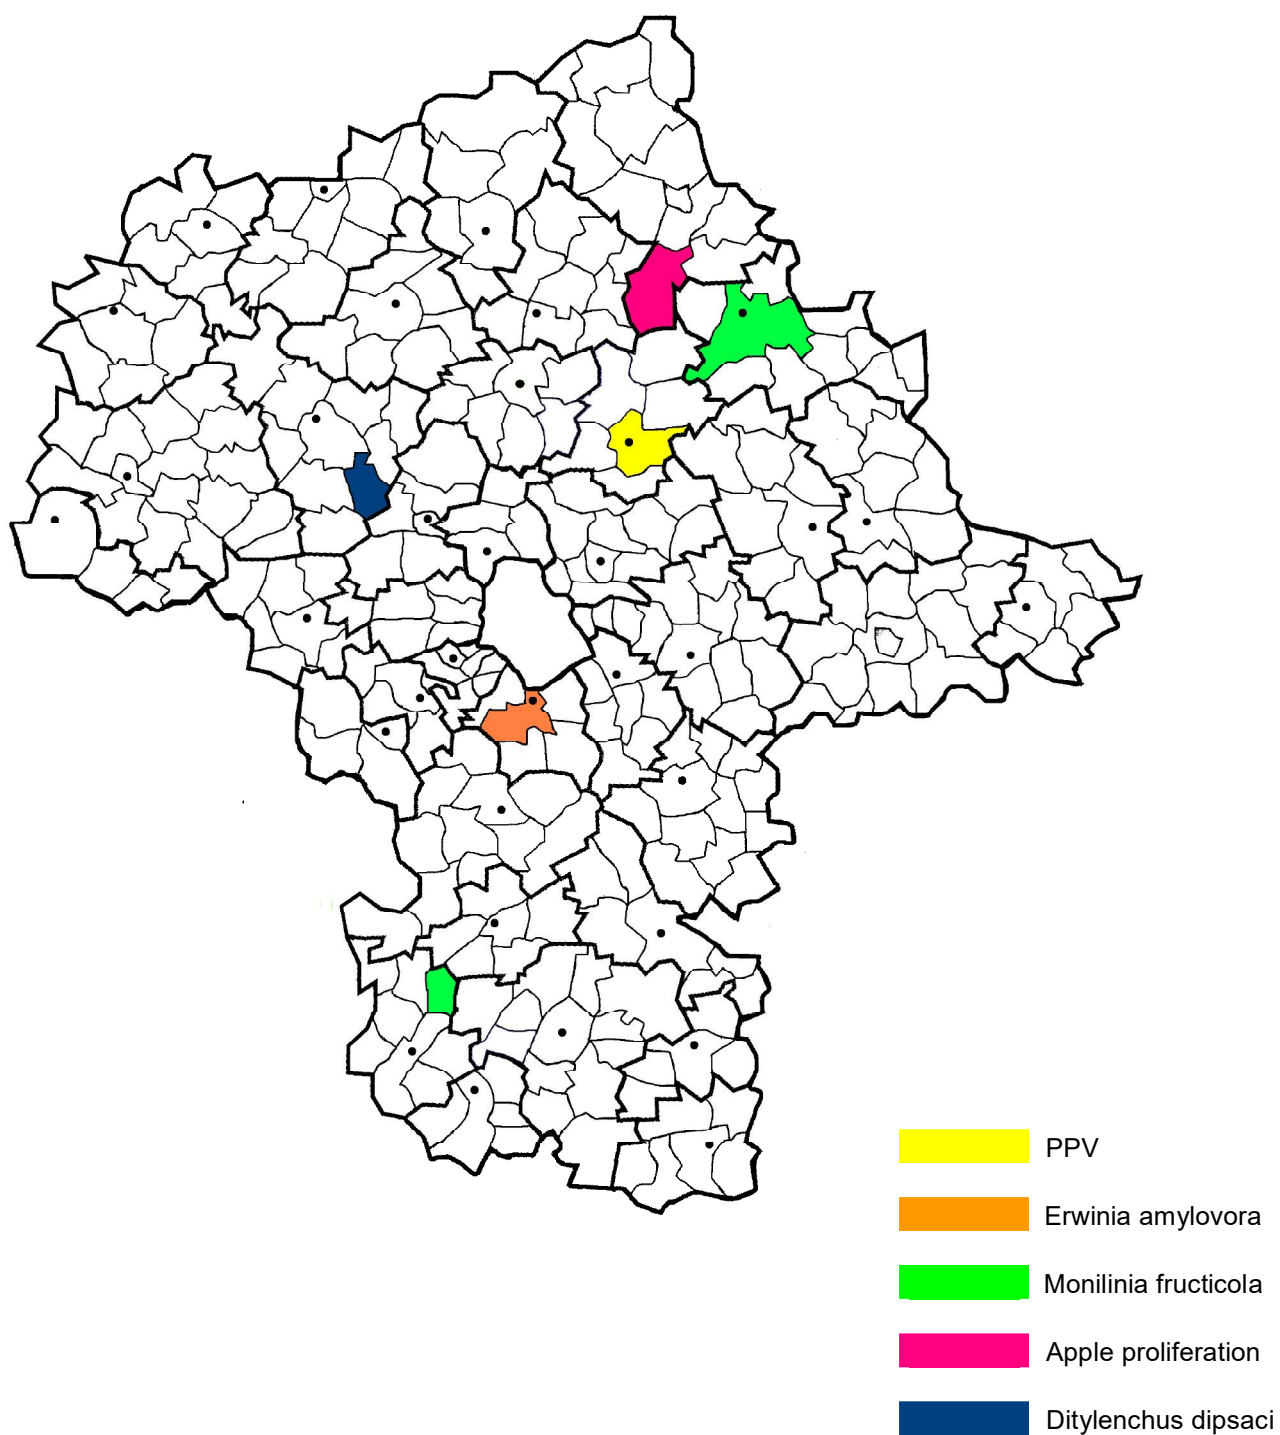 PPV
Erwinia amylovora
Monilinia fructicola
Apple proliferation
Ditylenchus dipsaci